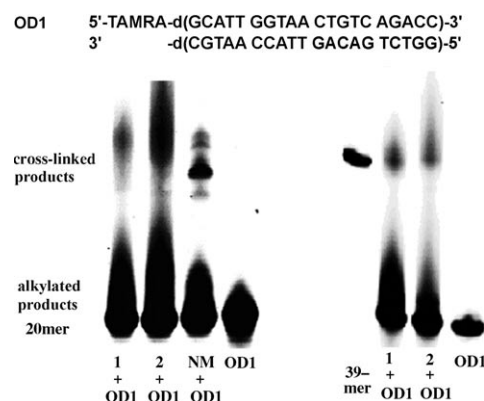 OD1 5'-TAMRA-d(GCATT GGTAA CTGTC AGACC)-3'
3' -d(CGTAA CCATT GACAG TCTGG)-5'
cross-linked
products
alkylated
products
20mer
1 2 NM OD1
+ + +
OD1 OD1 OD1
39-
mer
1 2 OD1
+ +
OD1 OD1